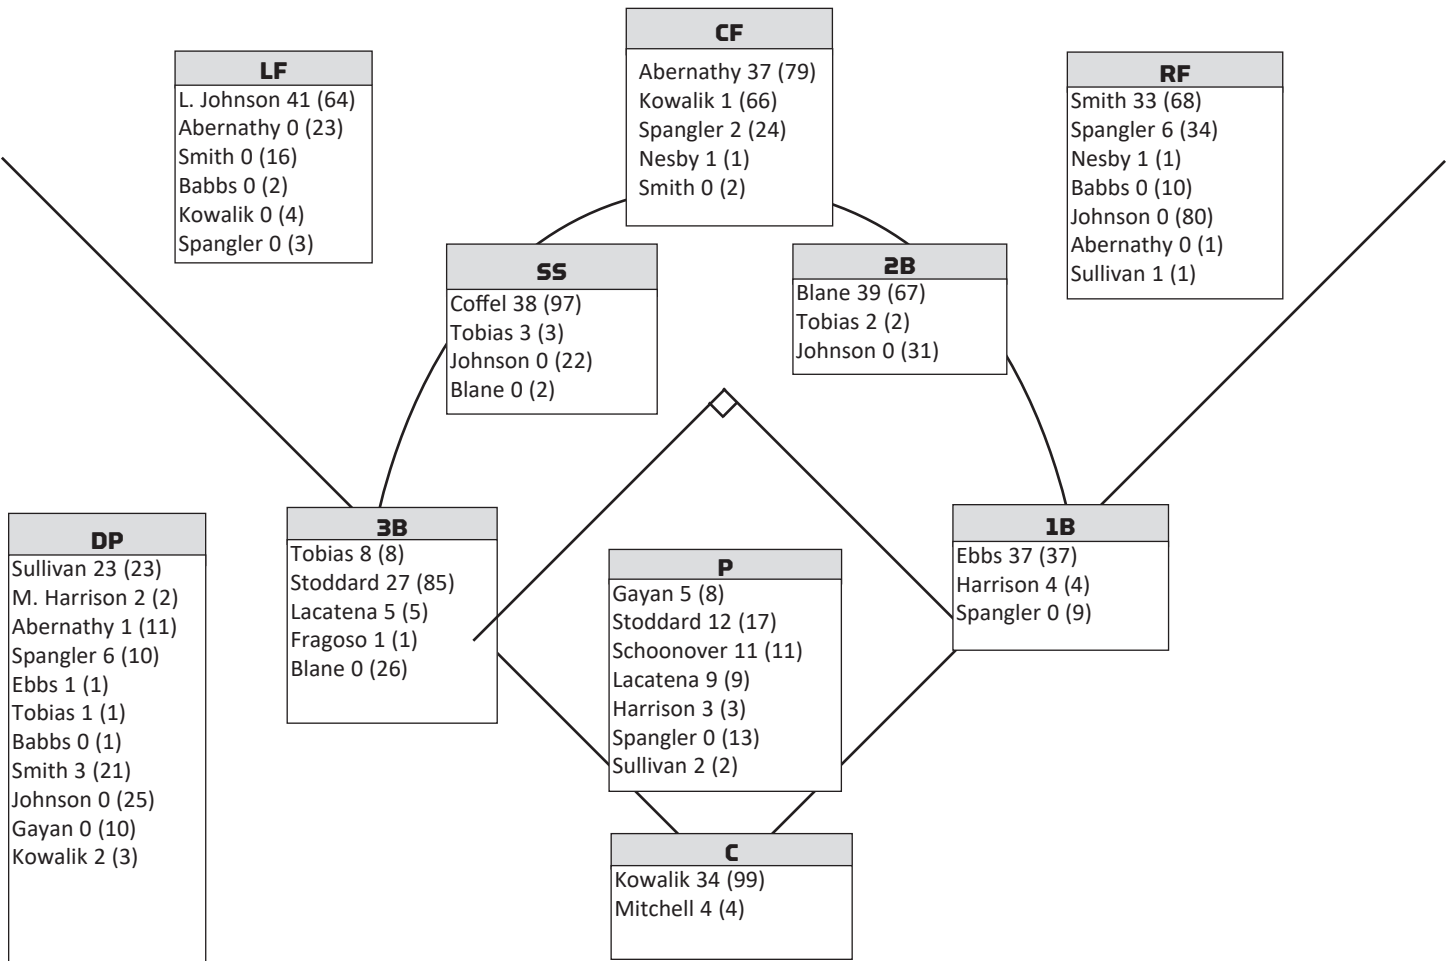 CF
Abernathy 37 (79)
Kowalik 1 (66)
Spangler 2 (24)
Nesby 1 (1)
Smith 0 (2)
LF
L. Johnson 41 (64)
Abernathy 0 (23)
Smith 0 (16)
Babbs 0 (2)
Kowalik 0 (4)
Spangler 0 (3)
RF
Smith 33 (68)
Spangler 6 (34)
Nesby 1 (1)
Babbs 0 (10)
Johnson 0 (80)
Abernathy 0 (1)
Sullivan 1 (1)
SS
Coffel 38 (97)
Tobias 3 (3)
Johnson 0 (22)
Blane 0 (2)
2B
Blane 39 (67)
Tobias 2 (2)
Johnson 0 (31)
DP
Sullivan 23 (23)
M. Harrison 2 (2)
Abernathy 1 (11)
Spangler 6 (10)
Ebbs 1 (1)
Tobias 1 (1)
Babbs 0 (1)
Smith 3 (21)
Johnson 0 (25)
Gayan 0 (10)
Kowalik 2 (3)
3B
Tobias 8 (8)
Stoddard 27 (85)
Lacatena 5 (5)
Fragoso 1 (1)
Blane 0 (26)
P
Gayan 5 (8)
Stoddard 12 (17)
Schoonover 11 (11)
Lacatena 9 (9)
Harrison 3 (3)
Spangler 0 (13)
Sullivan 2 (2)
1B
Ebbs 37 (37)
Harrison 4 (4)
Spangler 0 (9)
C
Kowalik 34 (99)
Mitchell 4 (4)